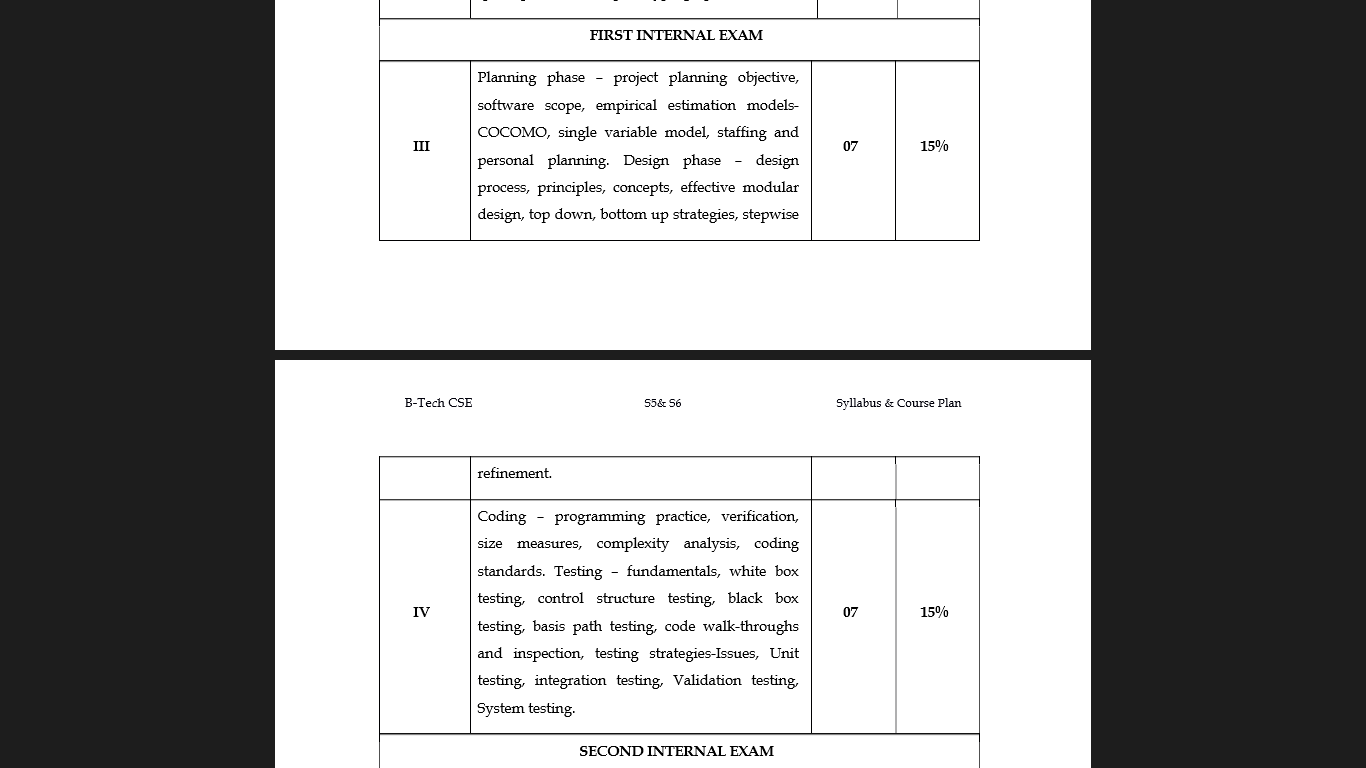 FIRST INTERNAL EXAM
Planning phase – project planning objective,
software scope, empirical estimation models-
COCOMO, single variable model, staffing and
III
07
15%
personal planning. Design phase – design
process, principles, concepts, effective modular
design, top down, bottom up strategies, stepwise
B-Tech CSE S5& S6 Syllabus & Course Plan
refinement.
Coding – programming practice, verification,
size measures, complexity analysis, coding
standards. Testing – fundamentals, white box
testing, control structure testing, black box
IV
07
15%
testing, basis path testing, code walk-throughs
and inspection, testing strategies-Issues, Unit
testing, integration testing, Validation testing,
System testing.
SECOND INTERNAL EXAM